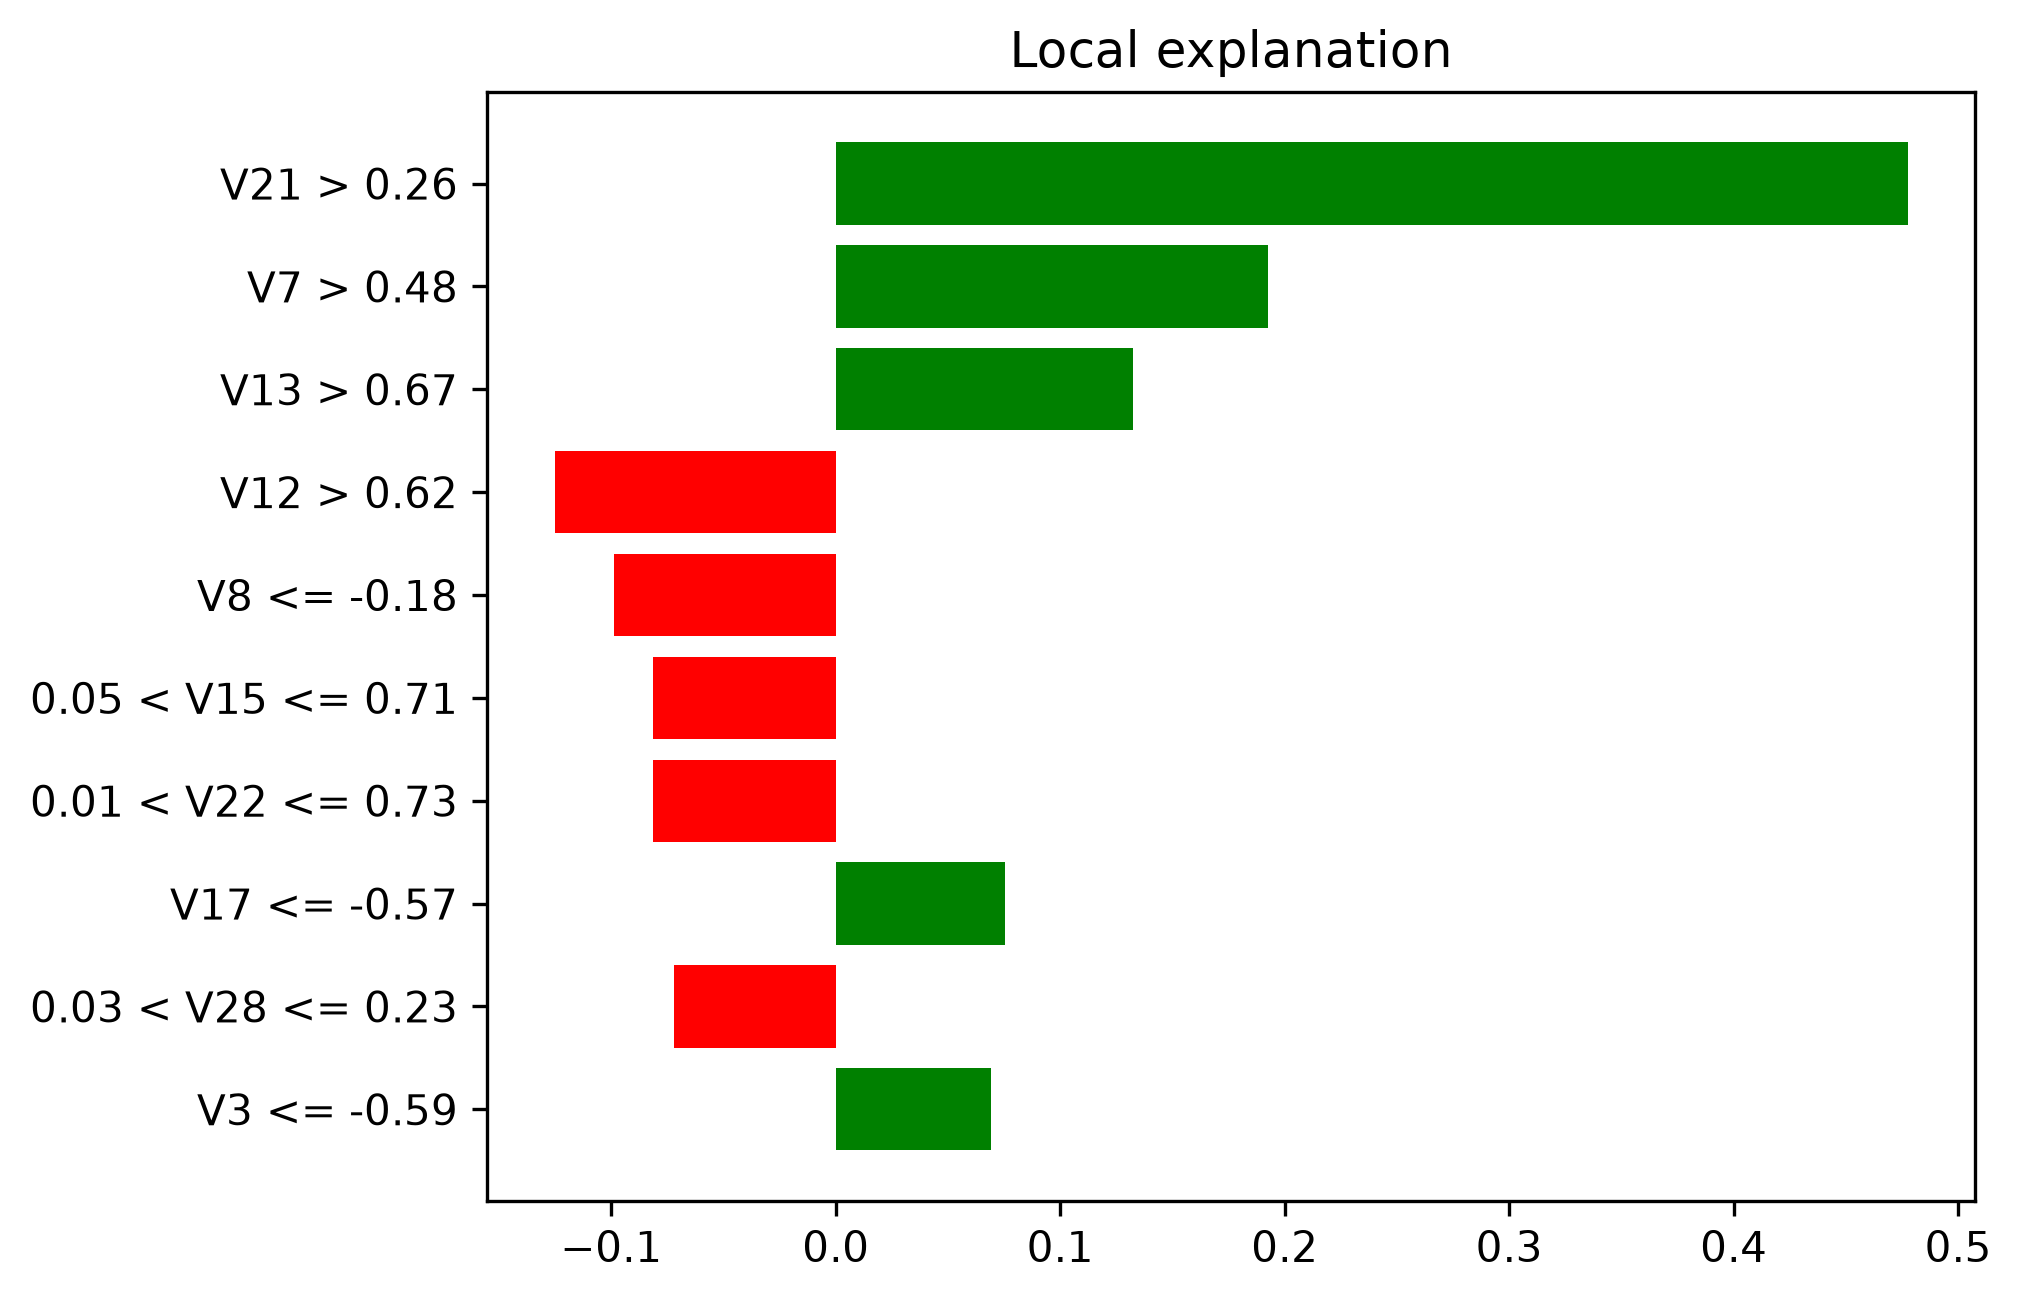 Local explanation
V21 > 0.26
V7 > 0.48
V13 > 0.67
V12 > 0.62
V8 <= -0.18
0.05 < V15 <= 0.71
0.01 < V22 <= 0.73
V17 <= -0.57
0.03 < V28 <= 0.23
V3 <= -0.59
−0.1 0.0 0.1 0.2 0.3 0.4 0.5